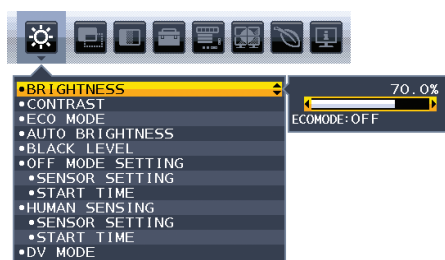 •BRIGHTNESS
•CONTRAST
•ECO MODE
•AUTO BRIGHTNESS
•BLACK LEVEL
•OFF MODE SETTING
•SENSOR SETTING
•START TIME
•HUMAN SENSING
•SENSOR SETTING
•START TIME
•DV MODE
70.0%
ECOMODE:OFF